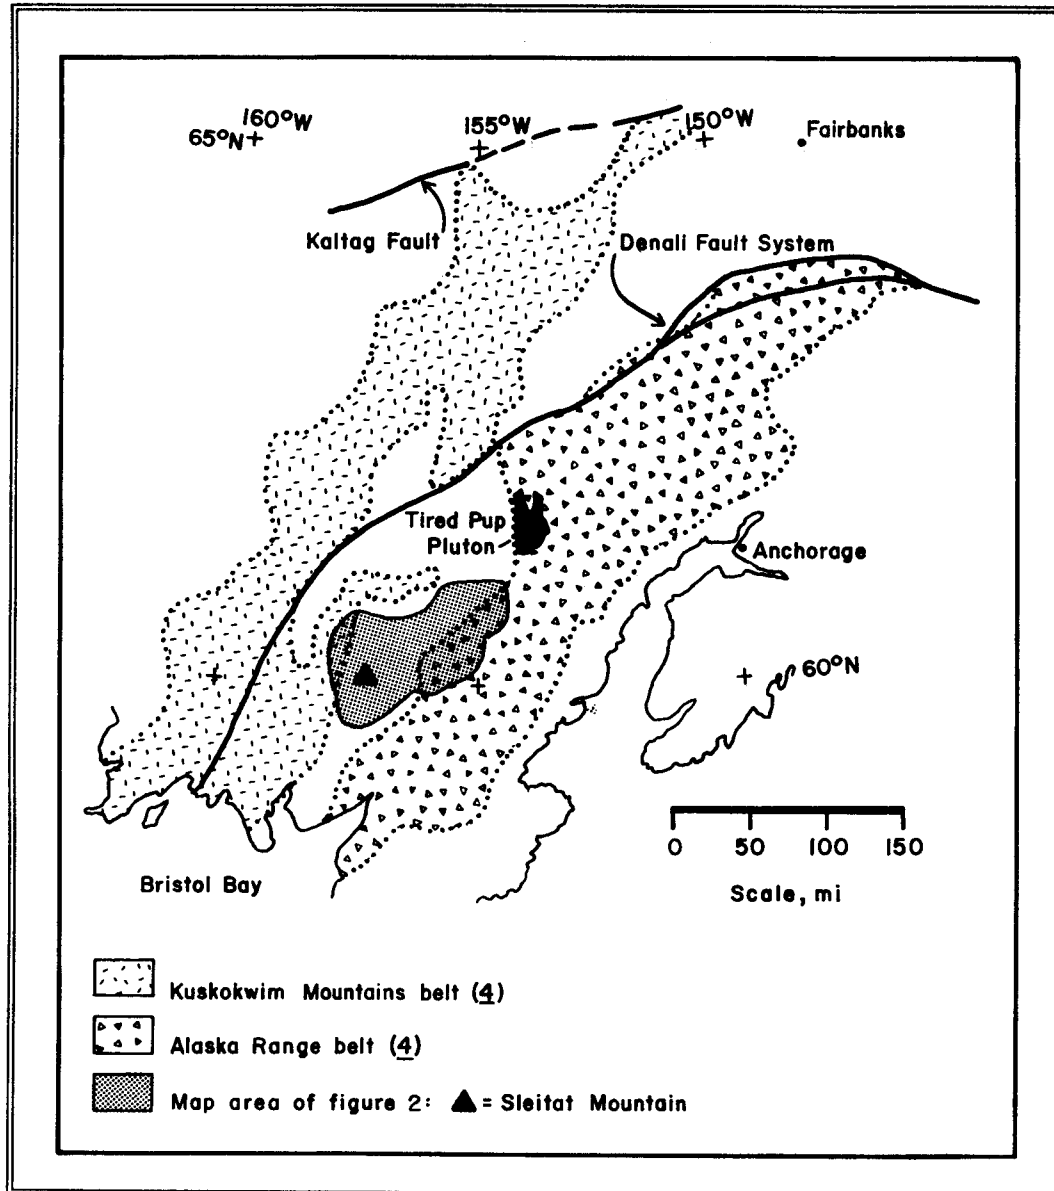 160°W
65°N
155°W
150°W
Fairbanks
Kaltag Fault
Denali Fault System
Tired Pup
Pluton
Anchorage
60°N
0 50 100 150
Scale, mi
Bristol Bay
Kuskokwim Mountains belt (4)
Alaska Range belt (4)
Map area of figure 2: ▲ = Sleitat Mountain